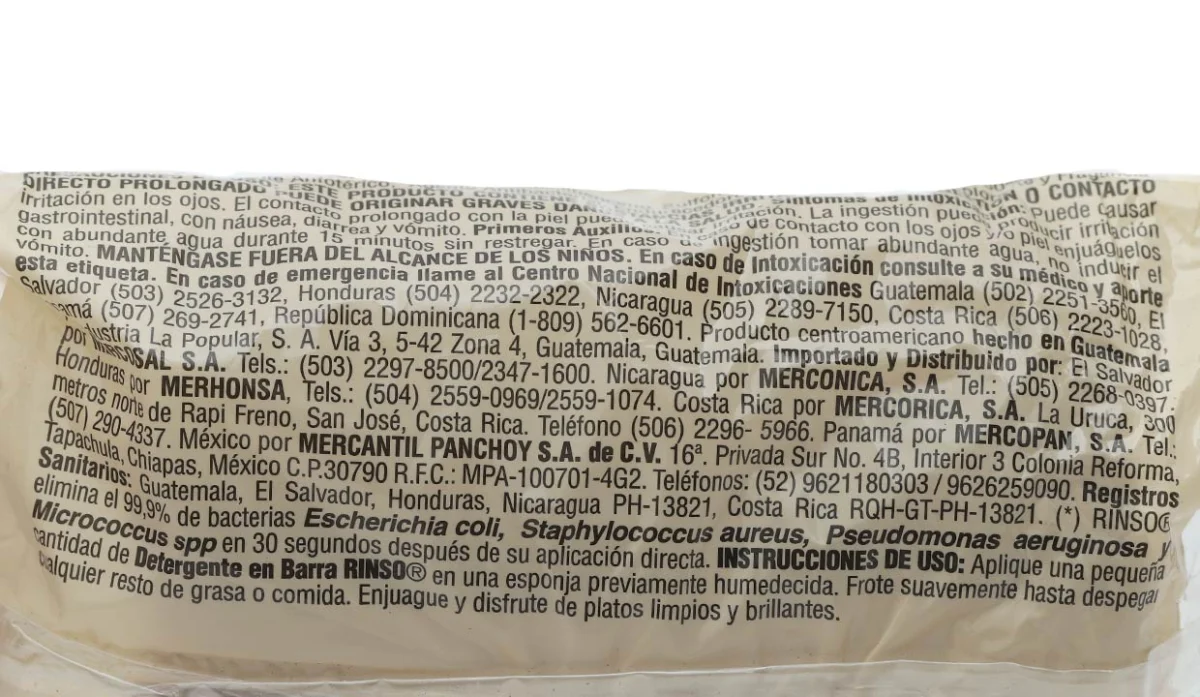 DIRECTO PROLONGADO ESTE PRODUCTO ORIGINAR GRAVES O CONTACTO
Irritación en los ojos. El contacto prolongado con la piel La ingestión Puede causar
gastrointestinal, con náusea, diarrea y vómito. Primeros Auxilios de contacto con los ojos y/o piel enjuáguelos
con abundante agua durante 15 minutos sin restregar. En caso de ingestión tomar abundante agua, no inducir el
vómito. MANTÉNGASE FUERA DEL ALCANCE DE LOS NIÑOS. En caso de Intoxicación consulte a su médico y aporte
esta etiqueta. En caso de emergencia llame al Centro Nacional de Intoxicaciones Guatemala (502) 2251-3560, El
Salvador (503) 2526-3132, Honduras (504) 2232-2322, Nicaragua (505) 2289-7150, Costa Rica (506) 2223-1028,
(507) 269-2741, República Dominicana (1-809) 562-6601. Producto centroamericano hecho en Guatemala
por La Popular, S. A. Vía 3, 5-42 Zona 4, Guatemala, Guatemala. Importado y Distribuido por: El Salvador
S.A. Tels.: (503) 2297-8500/2347-1600. Nicaragua por MERCONICA, S.A. Tel.: (505) 2268-0397.
Honduras por MERHONSA, Tels.: (504) 2559-0969/2559-1074. Costa Rica por MERCORICA, S.A. La Uruca, 300
metros norte de Rapi Freno, San José, Costa Rica. Teléfono (506) 2296- 5966. Panamá por MERCOPAN, S.A. Tel.:
(507) 290-4337. México por MERCANTIL PANCHOY S.A. de C.V. 16ª. Privada Sur No. 4B, Interior 3 Colonia Reforma,
Tapachula, Chiapas, México C.P.30790 R.F.C.: MPA-100701-4G2. Teléfonos: (52) 9621180303 / 9626259090. Registros
Sanitarios: Guatemala, El Salvador, Honduras, Nicaragua PH-13821, Costa Rica RQH-GT-PH-13821. (*) RINSO®
elimina el 99,9% de bacterias Escherichia coli, Staphylococcus aureus, Pseudomonas aeruginosa y
Micrococcus spp en 30 segundos después de su aplicación directa. INSTRUCCIONES DE USO: Aplique una pequeña
cantidad de Detergente en Barra RINSO® en una esponja previamente humedecida. Frote suavemente hasta despegar
cualquier resto de grasa o comida. Enjuague y disfrute de platos limpios y brillantes.